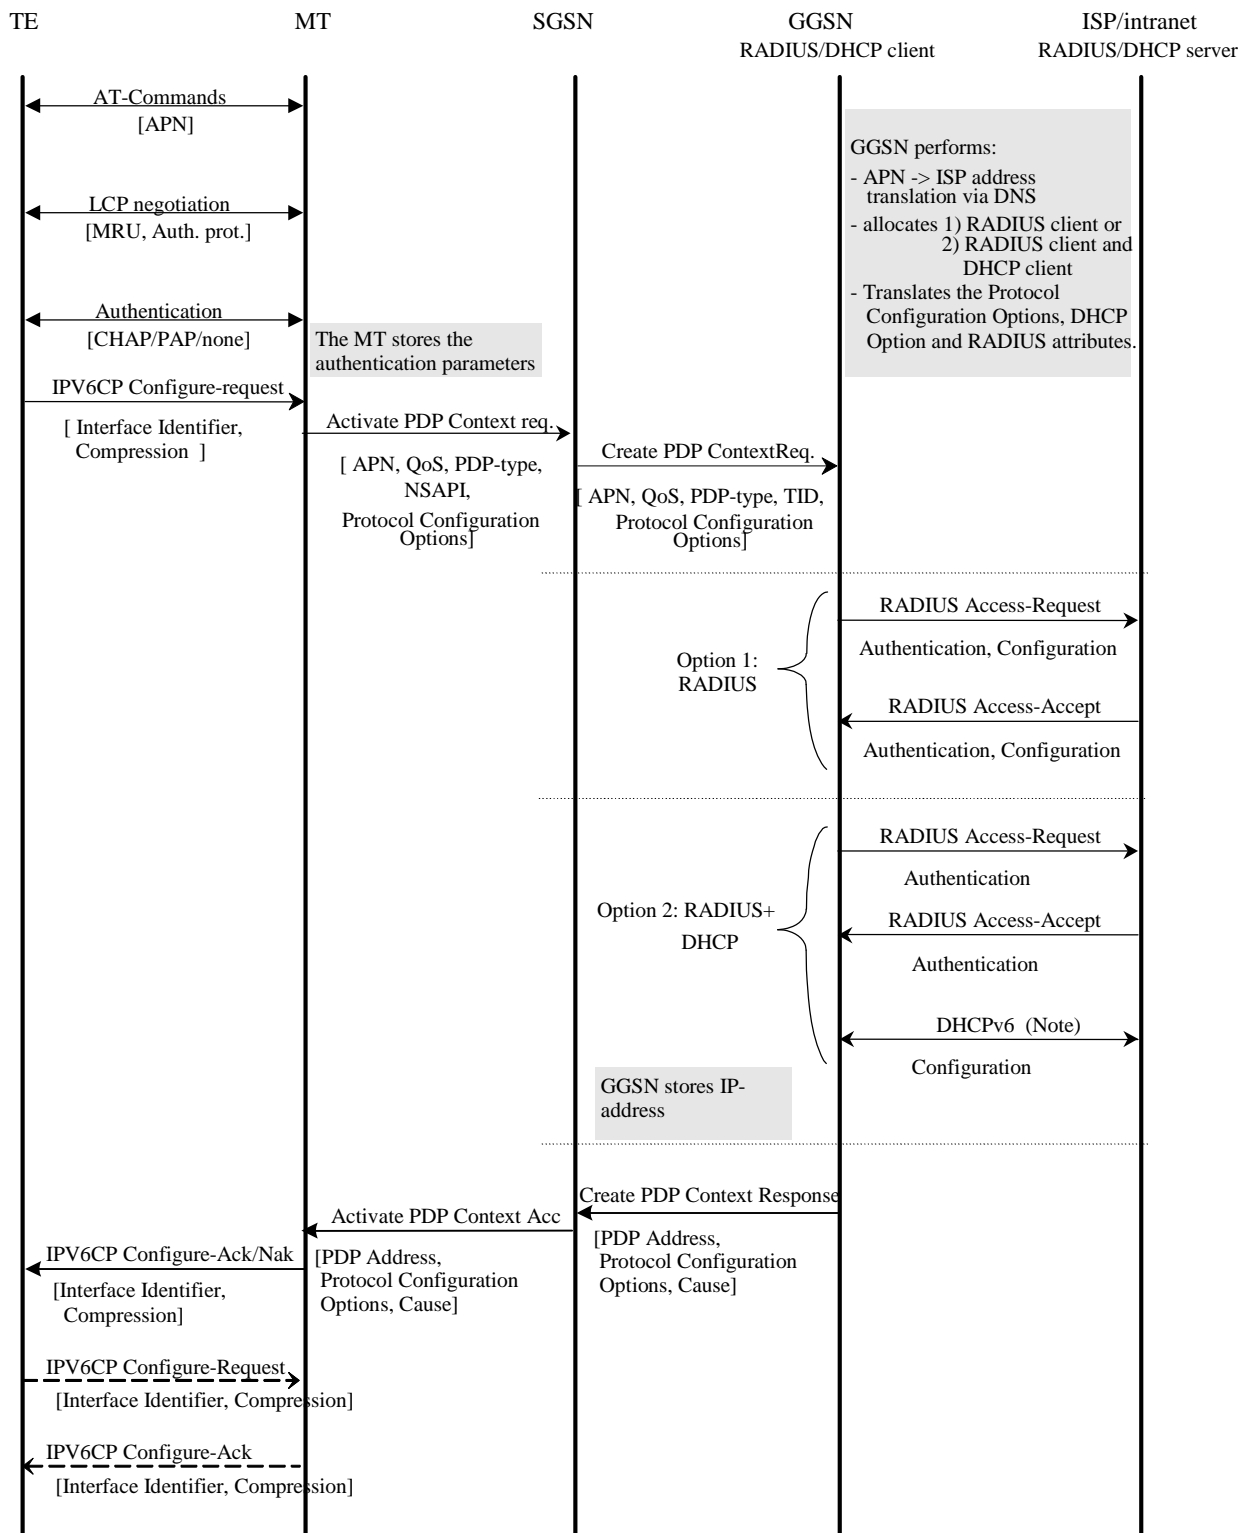 TE
MT
SGSN
GGSN
RADIUS/DHCP client
ISP/intranet
RADIUS/DHCP server
AT-Commands
[APN]
LCP negotiation
[MRU, Auth. prot.]
Authentication
[CHAP/PAP/none]
The MT stores the
authentication parameters
GGSN performs:
- APN -> ISP address
translation via DNS
- allocates 1) RADIUS client or
2) RADIUS client and
DHCP client
- Translates the Protocol
Configuration Options, DHCP
Option and RADIUS attributes.
IPV6CP Configure-request
[ Interface Identifier,
Compression ]
Activate PDP Context req.
[ APN, QoS, PDP-type,
NSAPI,
Protocol Configuration
Options]
Create PDP ContextReq.
[ APN, QoS, PDP-type, TID,
Protocol Configuration
Options]
RADIUS Access-Request
Authentication, Configuration
Option 1:
RADIUS
RADIUS Access-Accept
Authentication, Configuration
RADIUS Access-Request
Authentication
Option 2: RADIUS+
DHCP
RADIUS Access-Accept
Authentication
DHCPv6 (Note)
Configuration
GGSN stores IP-
address
Create PDP Context Response
[PDP Address,
Protocol Configuration
Options, Cause]
Activate PDP Context Acc
[PDP Address,
Protocol Configuration
Options, Cause]
IPV6CP Configure-Ack/Nak
[Interface Identifier,
Compression]
IPV6CP Configure-Request
[Interface Identifier, Compression]
IPV6CP Configure-Ack
[Interface Identifier, Compression]